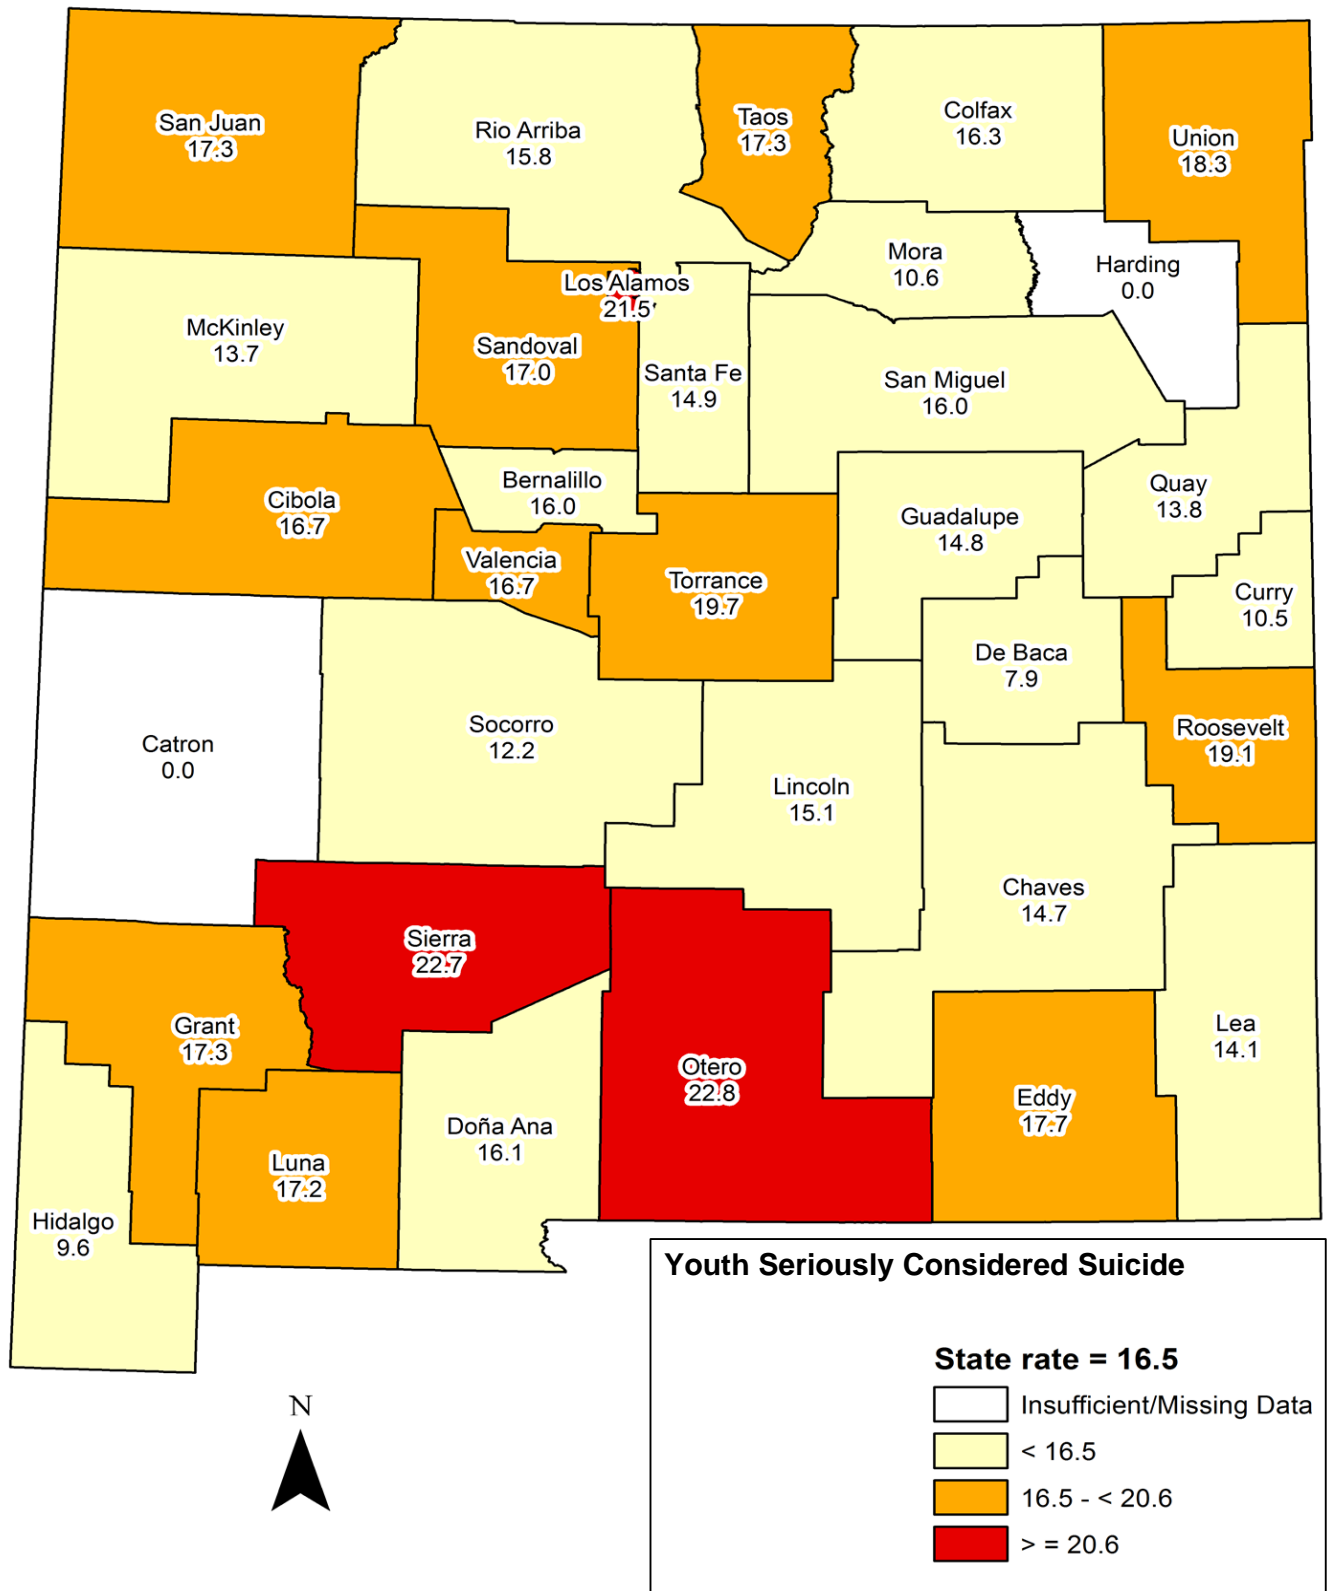 San Juan
17.3
Rio Arriba
15.8
Taos
17.3
Colfax
16.3
Union
18.3
Mora
10.6
Harding
0.0
Los Alamos
21.5
McKinley
13.7
Sandoval
17.0
Santa Fe
14.9
San Miguel
16.0
Bernalillo
16.0
Quay
13.8
Cibola
16.7
Guadalupe
14.8
Valencia
16.7
Torrance
19.7
Curry
10.5
De Baca
7.9
Socorro
12.2
Roosevelt
19.1
Catron
0.0
Lincoln
15.1
Chaves
14.7
Sierra
22.7
Grant
17.3
Lea
14.1
Otero
22.8
Eddy
17.7
Doña Ana
16.1
Luna
17.2
Hidalgo
9.6
Youth Seriously Considered Suicide
State rate = 16.5
Insufficient/Missing Data
< 16.5
16.5 - < 20.6
> = 20.6
N